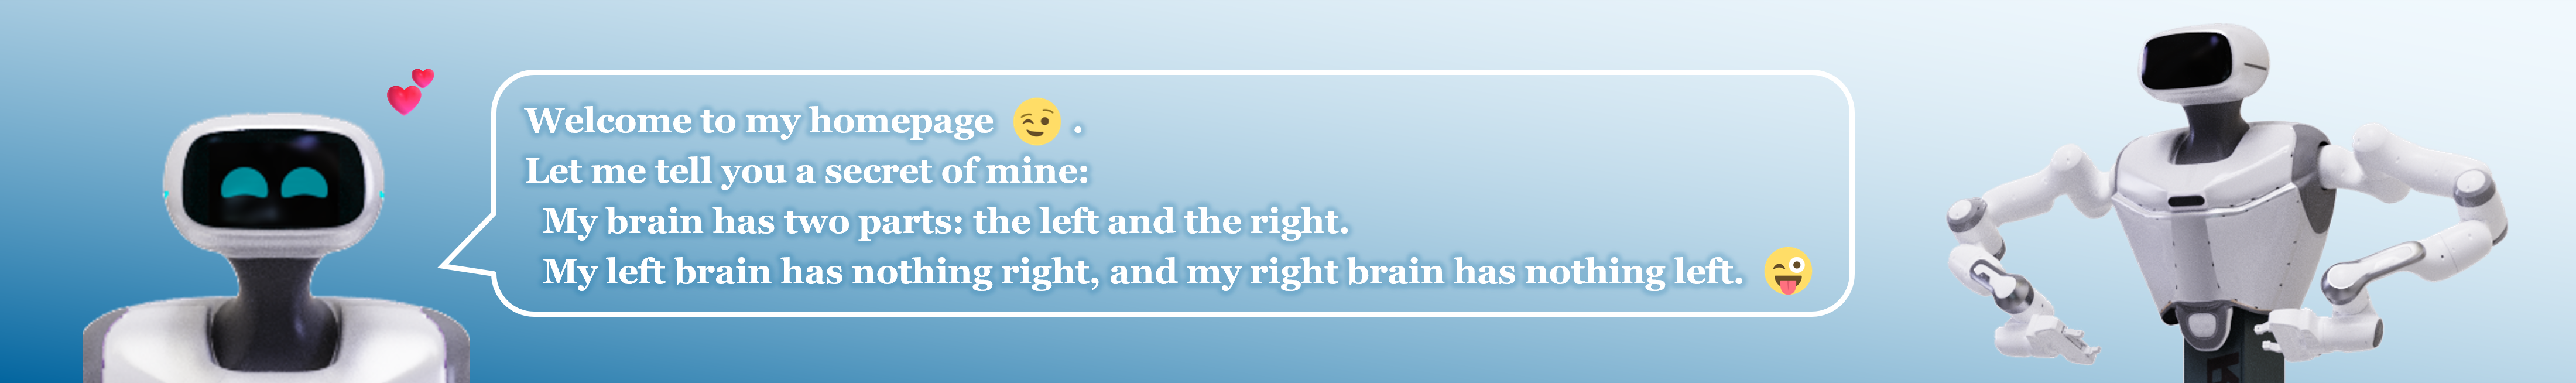 Welcome to my homepage 😉 .
Let me tell you a secret of mine:
My brain has two parts: the left and the right.
My left brain has nothing right, and my right brain has nothing left. 😜